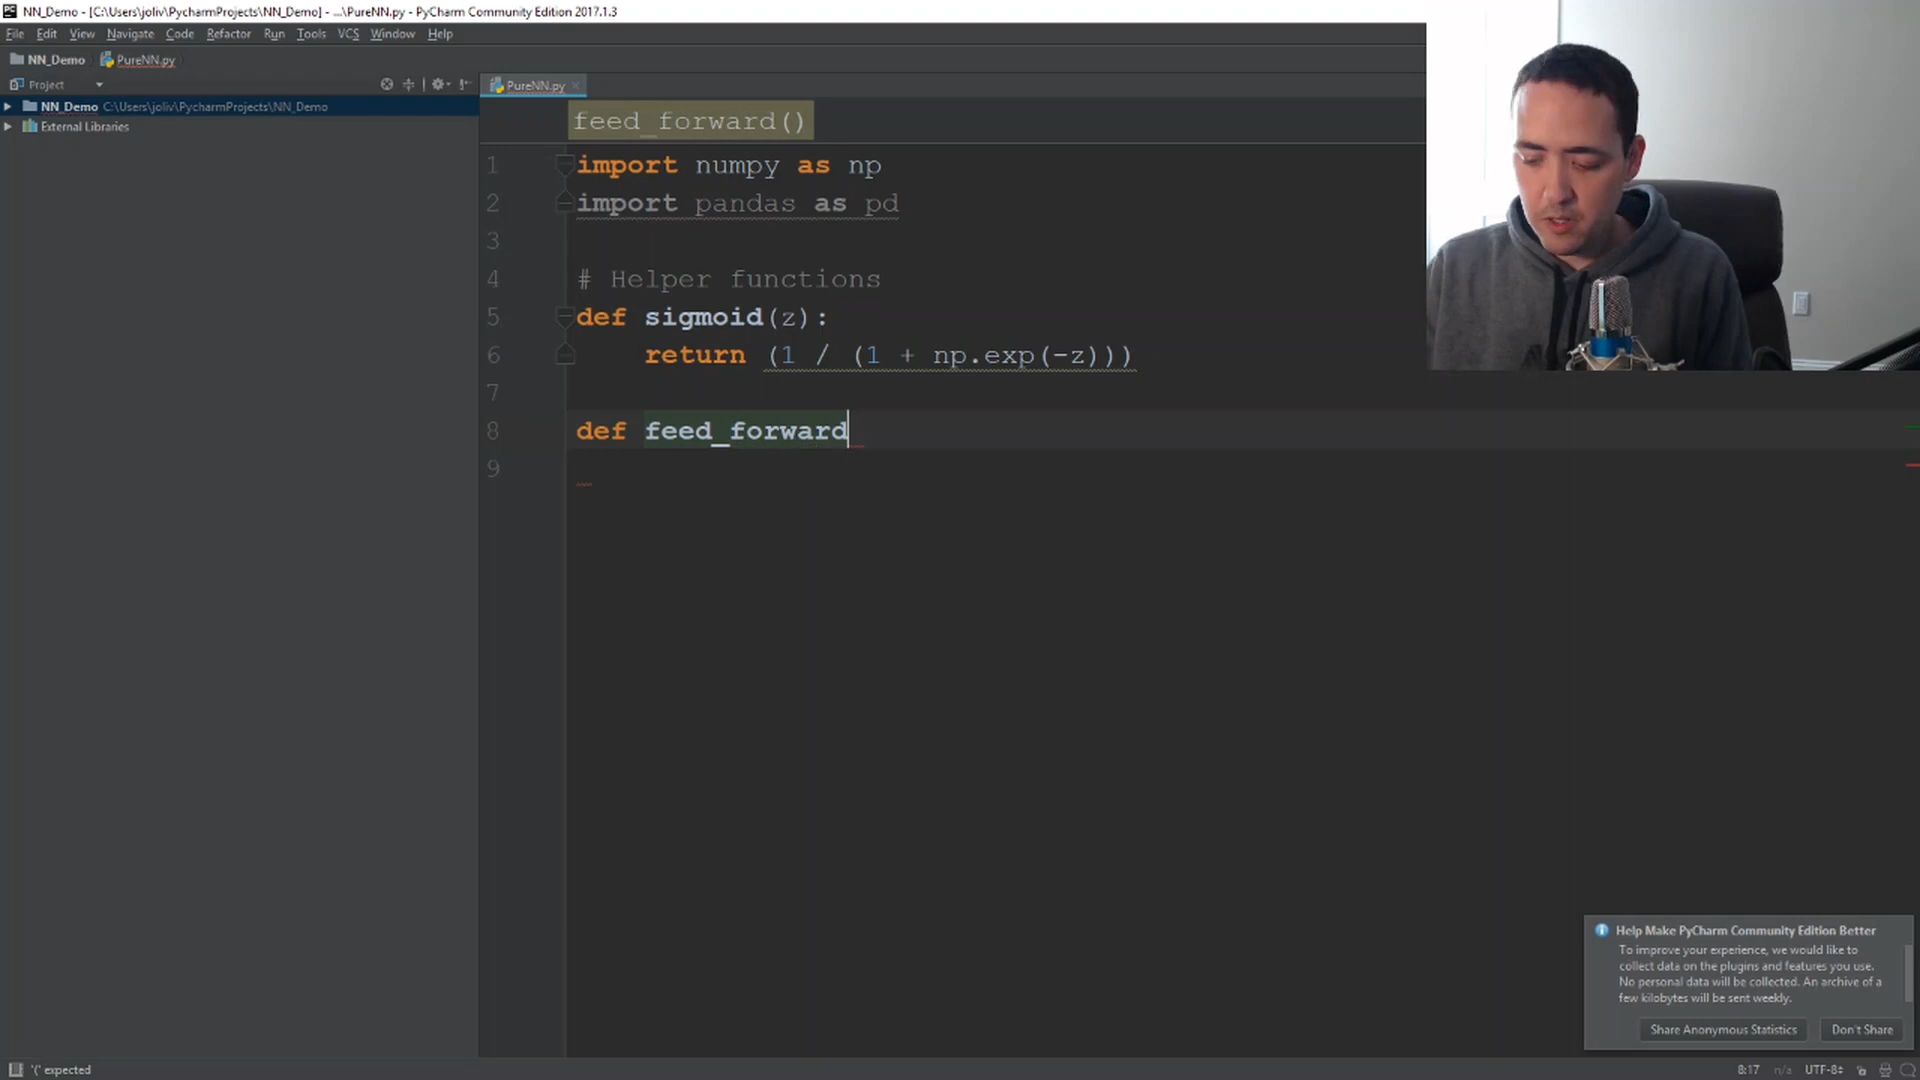 NN_Demo - [C:\Users\joliv\PycharmProjects\NN_Demo] - ...\PureNN.py - PyCharm Community Edition 2017.1.3
File Edit View Navigate Code Refactor Run Tools VCS Window Help
NN_Demo PureNN.py
Project
PureNN.py
NN_Demo C:\Users\joliv\PycharmProjects\NN_Demo
External Libraries
feed_forward()
1 import numpy as np
2 import pandas as pd
3
4 # Helper functions
5 def sigmoid(z):
6 return (1 / (1 + np.exp(-z)))
7
8 def feed_forward
9
Help Make PyCharm Community Edition Better
To improve your experience, we would like to
collect data on the plugins and features you use.
No personal data will be collected. An archive of a
few kilobytes will be sent weekly.
Share Anonymous Statistics Don't Share
'(' expected
8:17 n/a UTF-8